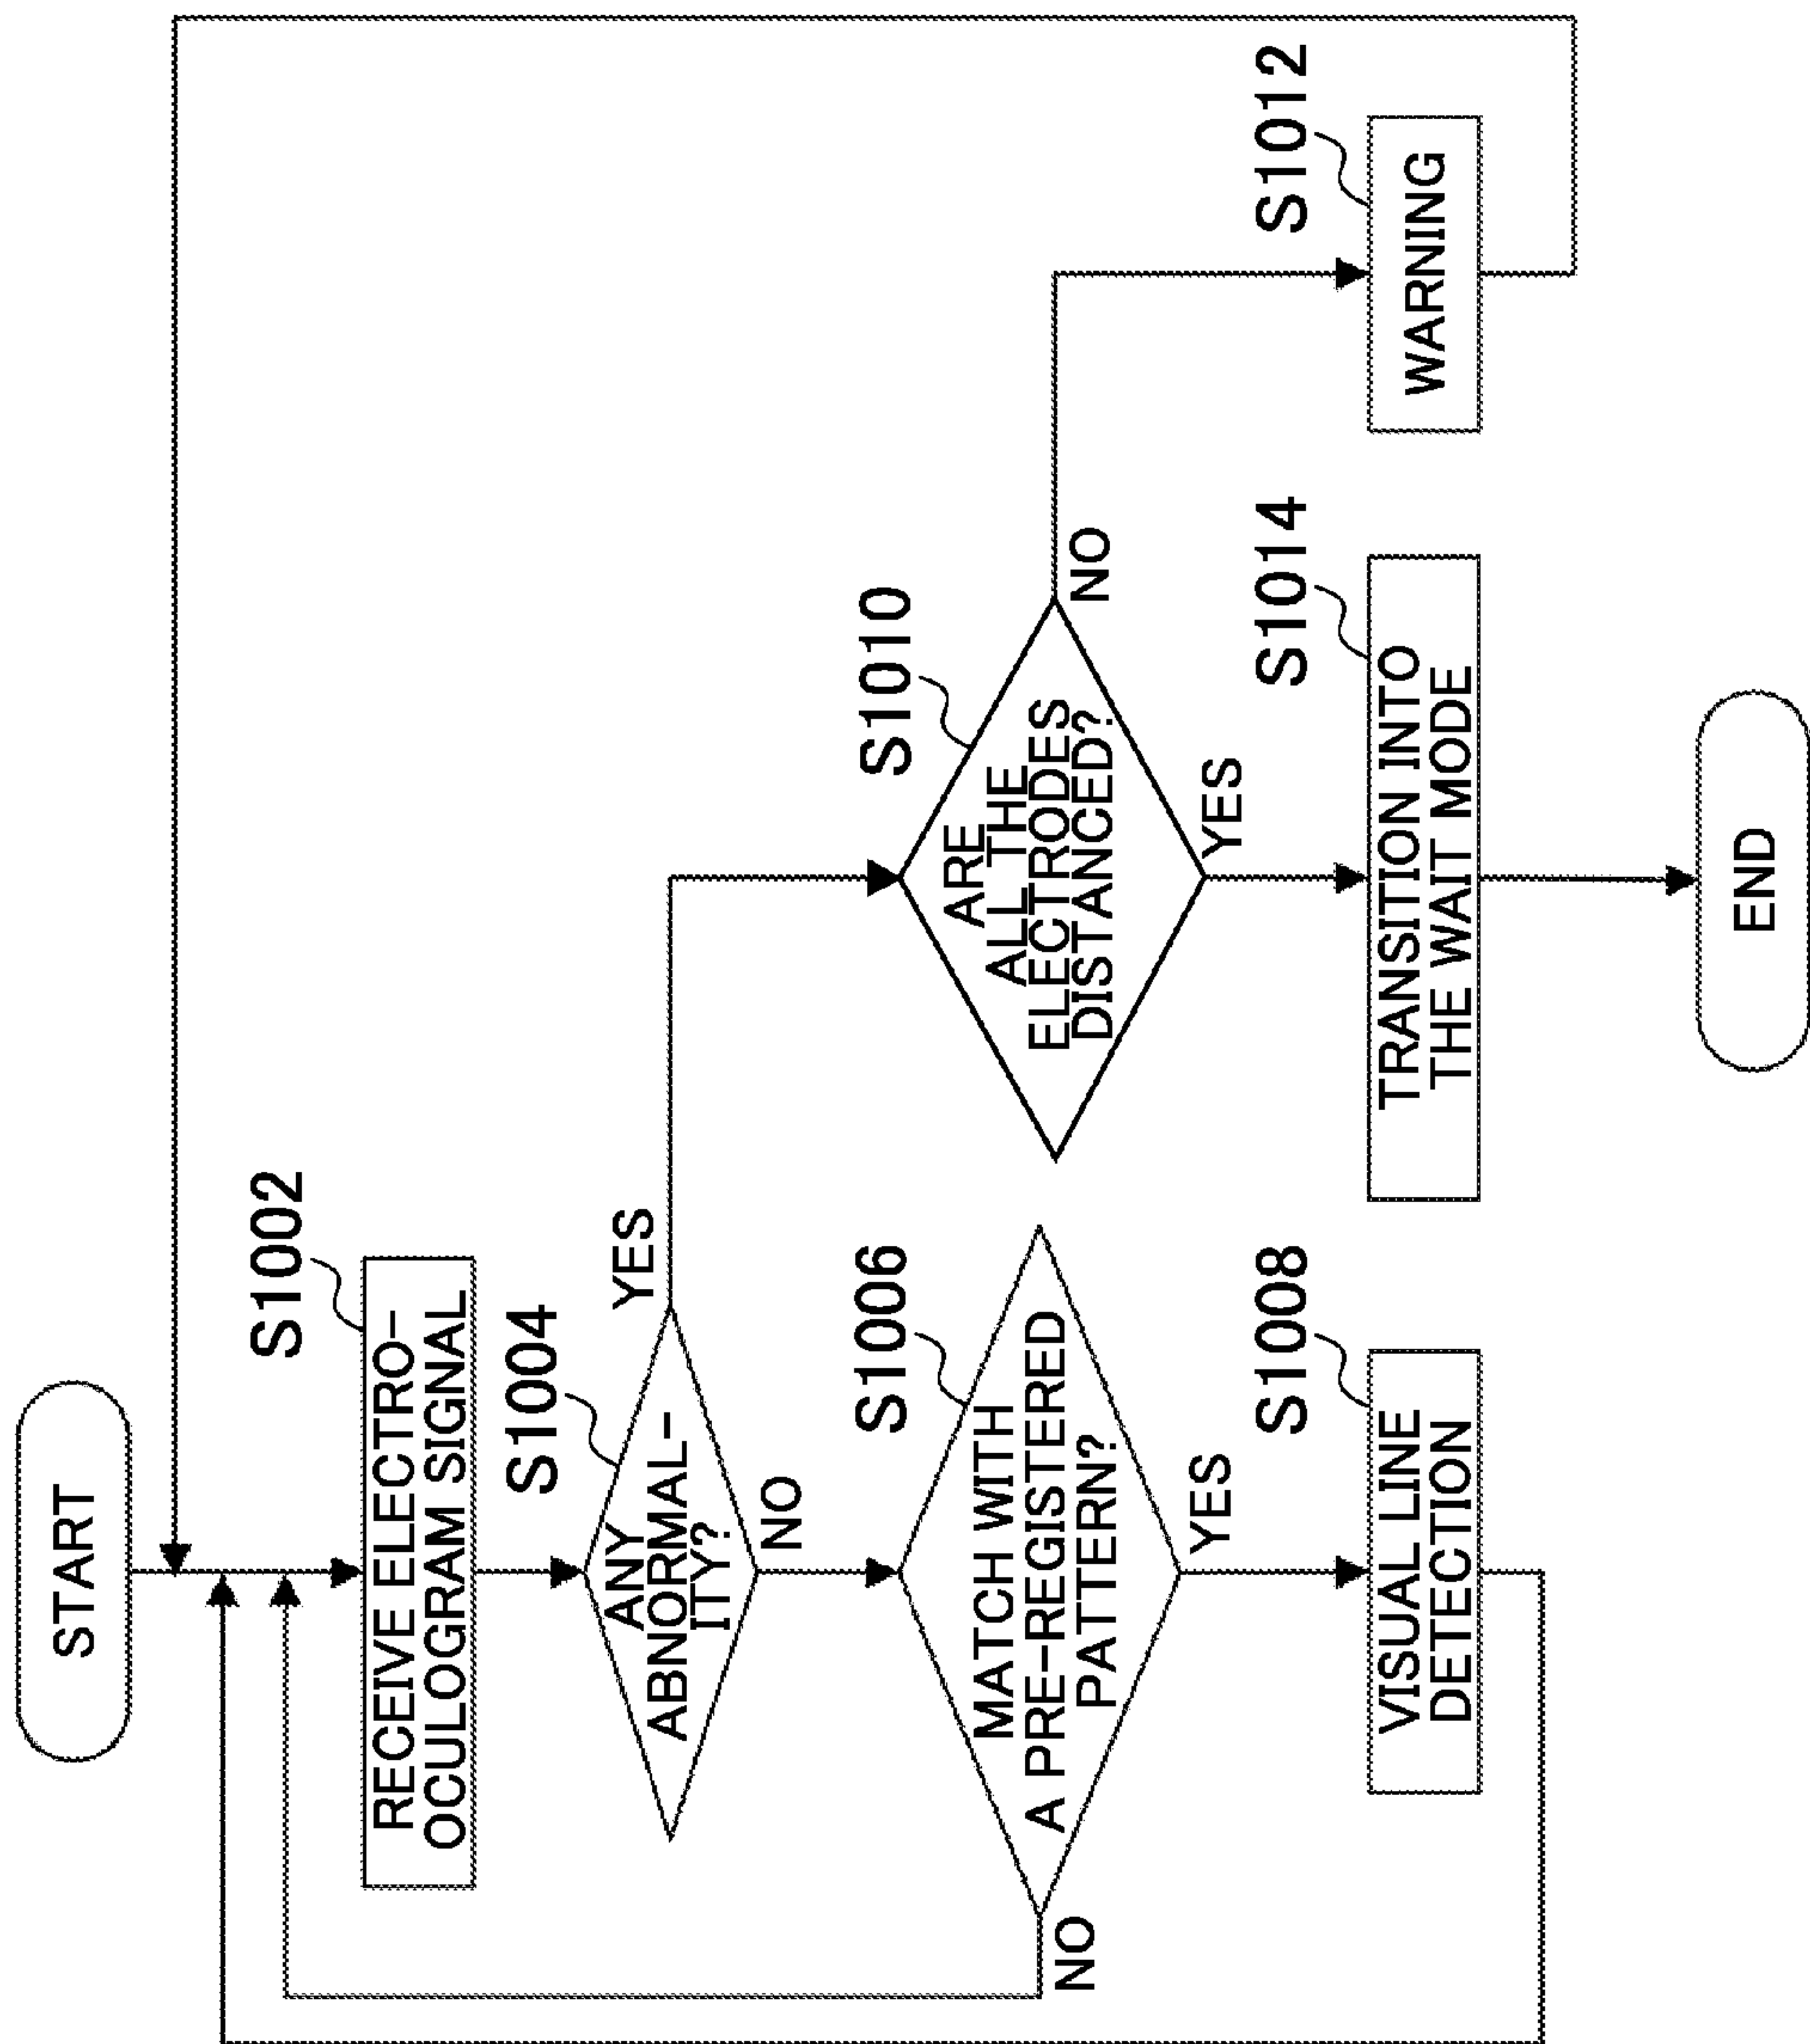 START
S1002
RECEIVE ELECTRO-
OCULOGRAM SIGNAL
S1004
ANY
ABNORMAL-
ITY?
YES
NO
S1006
MATCH WITH
A PRE-REGISTERED
PATTERN?
NO
YES
S1008
VISUAL LINE
DETECTION
S1010
ARE
ALL THE
ELECTRODES
DISTANCED?
NO
YES
S1014
TRANSITION INTO
THE WAIT MODE
S1012
WARNING
END